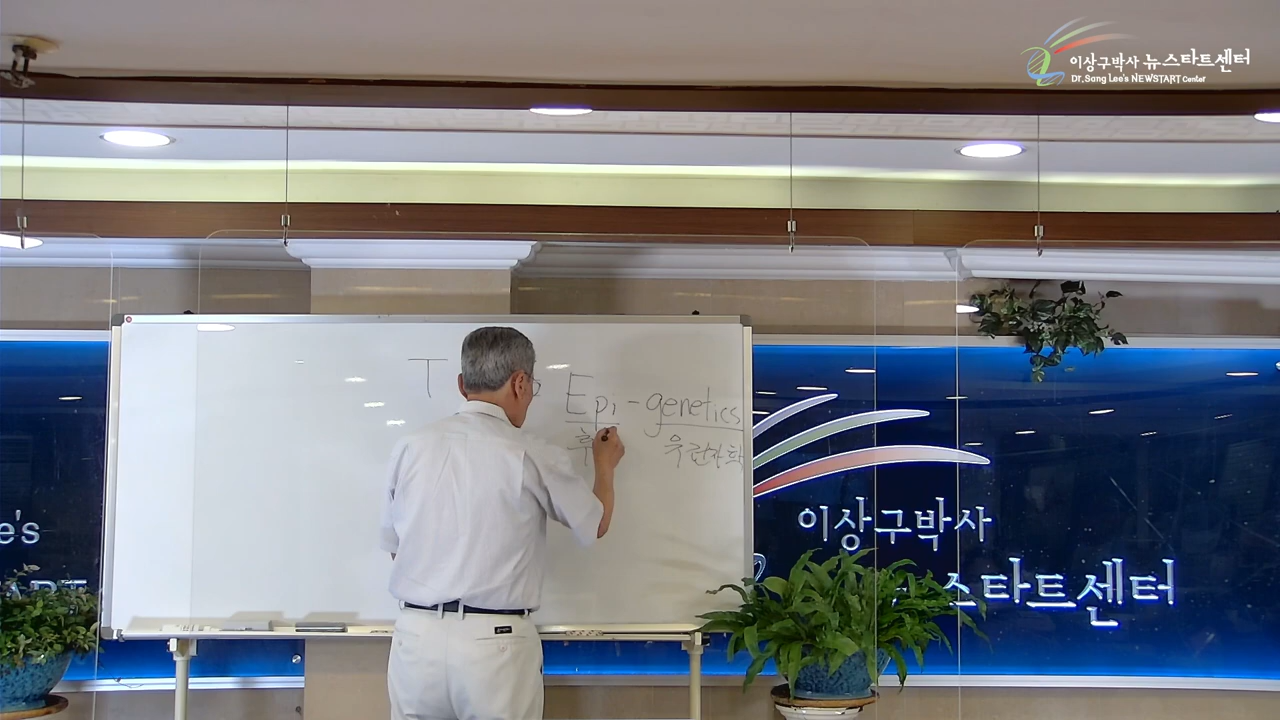 이상구박사 뉴스타트센터
Dr. Sang Lee's NEWSTART Center
T
Epi-genetics
후 유전자학
e's
이상구박사
스타트센터